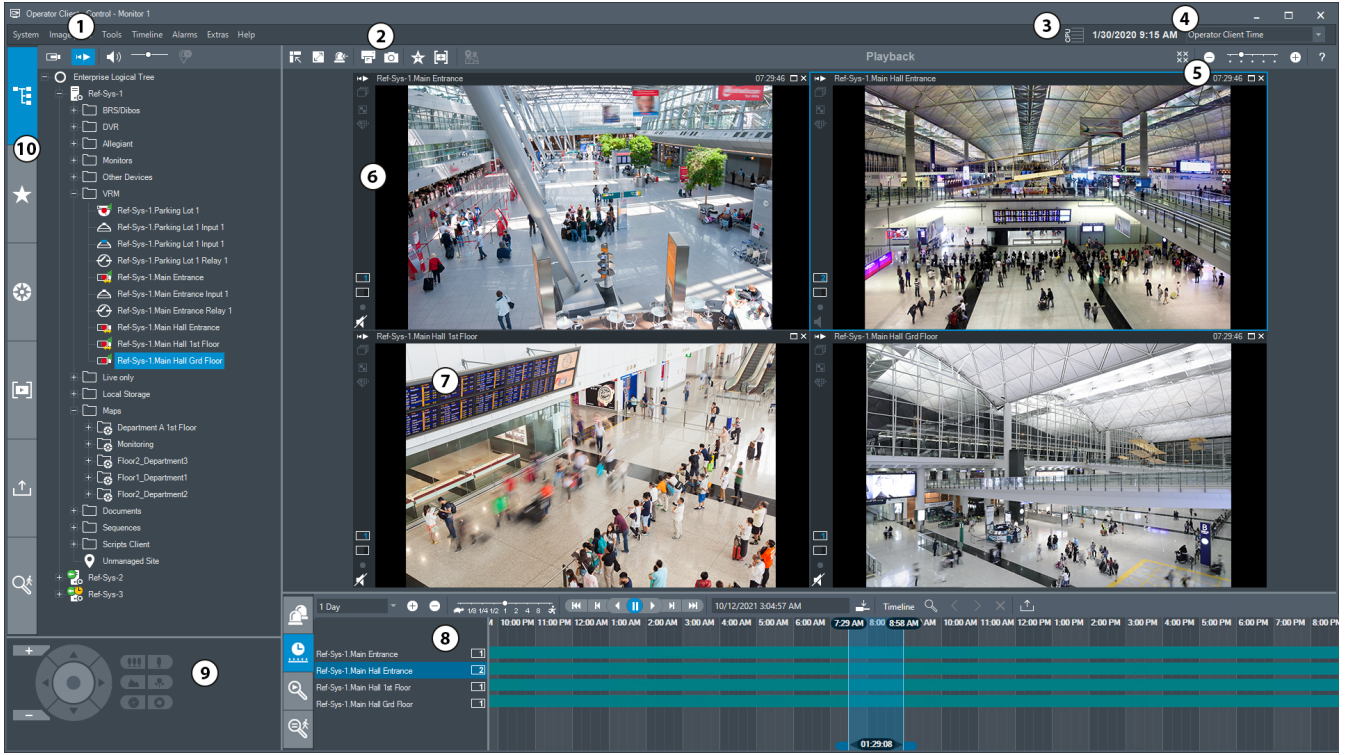 Operator Client - Control - Monitor 1
1
2
3
4
System Tools Timeline Alarms Extras Help
CPU
1/30/2020 9:15 AM
Operator Client Time
Playback
5
?
Enterprise Logical Tree
Ref-Sys-1
BRS/Dibos
DVR
Allegiant
Monitors
Other Devices
VRM
Ref-Sys-1.Parking Lot 1
Ref-Sys-1.Parking Lot 1 Input 1
Ref-Sys-1.Parking Lot 1 Input 1
Ref-Sys-1.Parking Lot 1 Relay 1
Ref-Sys-1.Main Entrance
Ref-Sys-1.Main Entrance Input 1
Ref-Sys-1.Main Entrance Relay 1
Ref-Sys-1.Main Hall Entrance
Ref-Sys-1.Main Hall 1st Floor
Ref-Sys-1.Main Hall Grd Floor
Live only
Local Storage
Maps
Department A 1st Floor
Monitoring
Floor2_Department3
Floor1_Department1
Floor2_Department2
Documents
Sequences
Scripts Client
Unmanaged Site
Ref-Sys-2
Ref-Sys-3
10
Ref-Sys-1.Main Entrance 07:29:46
6
1
Ref-Sys-1.Main Hall Entrance 07:29:46
2
Ref-Sys-1.Main Hall 1st Floor
7
1
Ref-Sys-1.Main Hall Grd Floor 07:29:46
B
1
9
1 Day
1/8 1/4 1/2 1 2 4 8
10/12/2021 3:04:57 AM
Timeline
8
10:00 PM 11:00 PM 12:00 AM 1:00 AM 2:00 AM 3:00 AM 4:00 AM 5:00 AM 6:00 AM 7:29 AM 8:00 8:58 AM AM 10:00 AM 11:00 AM 12:00 PM 1:00 PM 2:00 PM 3:00 PM 4:00 PM 5:00 PM 6:00 PM 7:00 PM 8:00 PM
Ref-Sys-1.Main Entrance 1
Ref-Sys-1.Main Hall Entrance 2
Ref-Sys-1.Main Hall 1st Floor 1
Ref-Sys-1.Main Hall Grd Floor 1
01:29:08